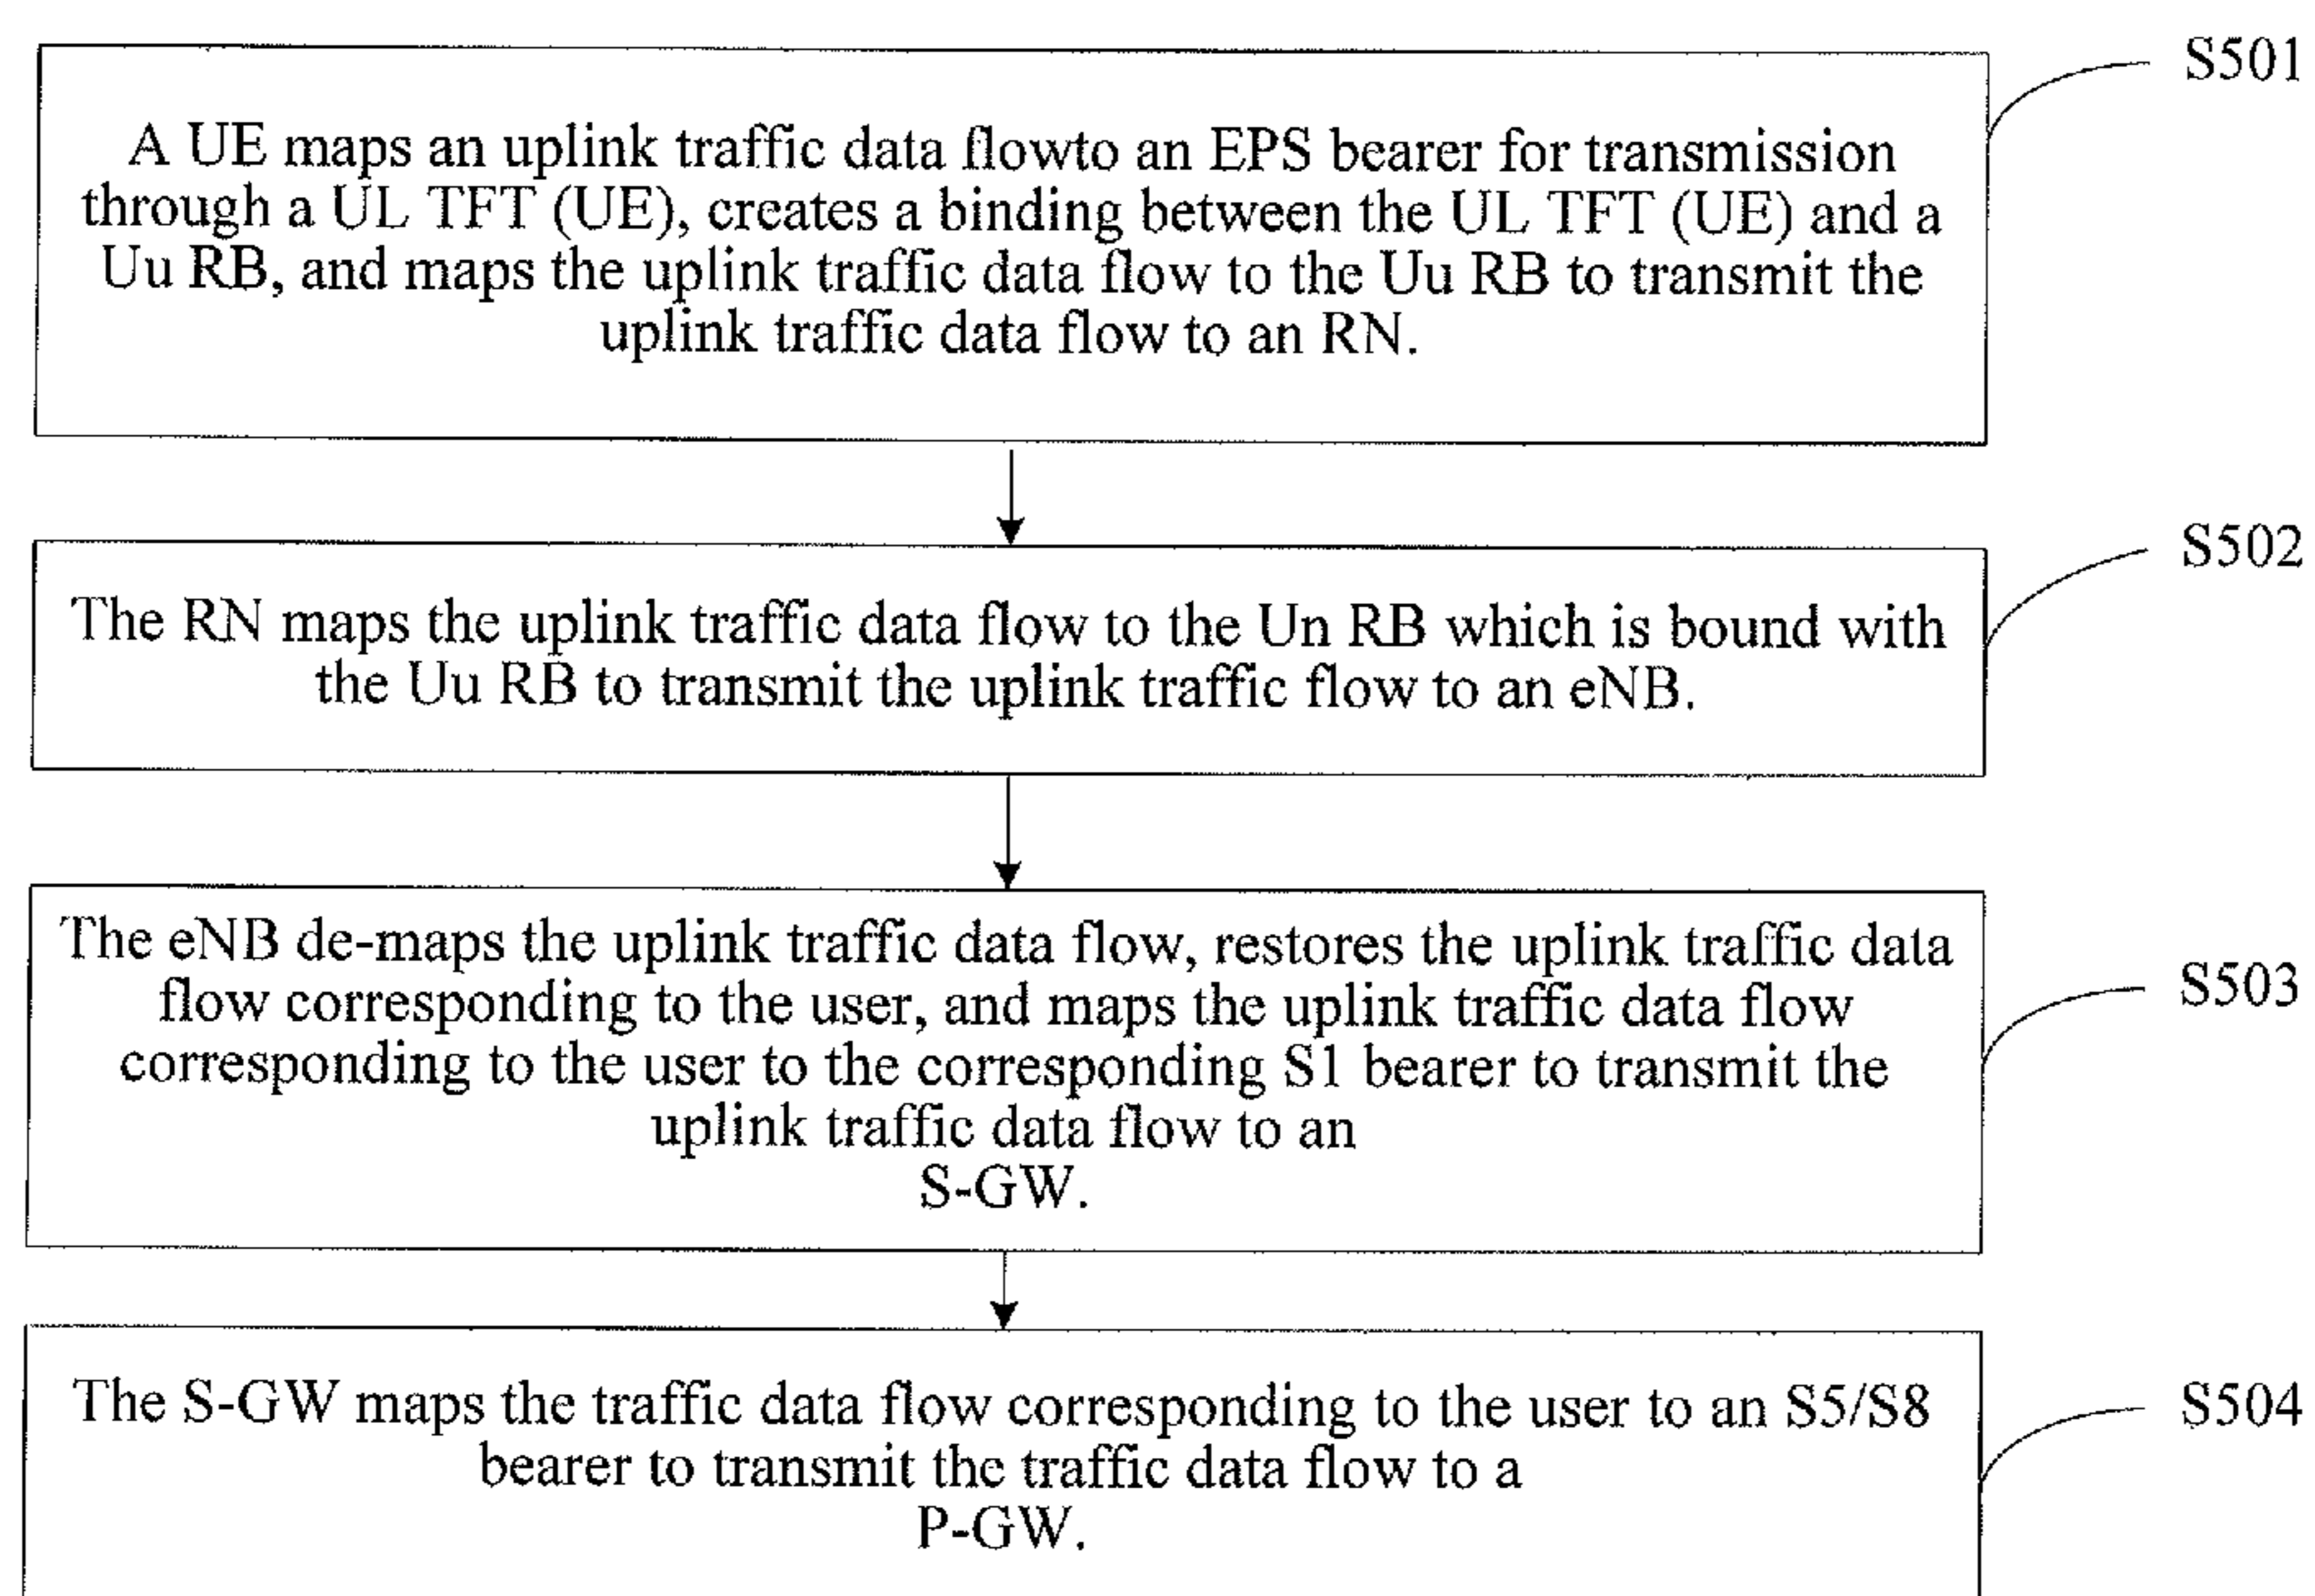 S501
A UE maps an uplink traffic data flowto an EPS bearer for transmission
through a UL TFT (UE), creates a binding between the UL TFT (UE) and a
Uu RB, and maps the uplink traffic data flow to the Uu RB to transmit the
uplink traffic data flow to an RN.
S502
The RN maps the uplink traffic data flow to the Un RB which is bound with
the Uu RB to transmit the uplink traffic flow to an eNB.
The eNB de-maps the uplink traffic data flow, restores the uplink traffic data
flow corresponding to the user, and maps the uplink traffic data flow
corresponding to the user to the corresponding S1 bearer to transmit the
uplink traffic data flow to an
S-GW.
S503
The S-GW maps the traffic data flow corresponding to the user to an S5/S8
bearer to transmit the traffic data flow to a
P-GW.
S504